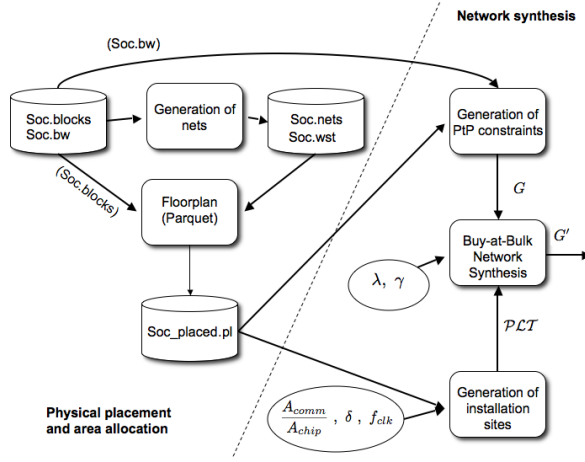 Network synthesis
(Soc.bw)
Soc.blocks
Soc.bw
Generation of
nets
Soc.nets
Soc.wst
Generation of
PtP constraints
(Soc.blocks)
Floorplan
(Parquet)
G
Buy-at-Bulk
Network
Synthesis
G'
λ, γ
Soc_placed.pl
PLT
A_comm / A_chip , δ , f_clk
Generation of
installation
sites
Physical placement
and area allocation